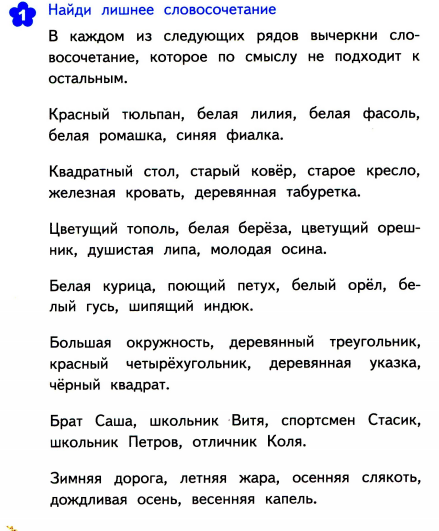 1 Найди лишнее словосочетание
В каждом из следующих рядов вычеркни сло-
восочетание, которое по смыслу не подходит к
остальным.
Красный тюльпан, белая лилия, белая фасоль,
белая ромашка, синяя фиалка.
Квадратный стол, старый ковёр, старое кресло,
железная кровать, деревянная табуретка.
Цветущий тополь, белая берёза, цветущий ореш-
ник, душистая липа, молодая осина.
Белая курица, поющий петух, белый орёл, бе-
лый гусь, шипящий индюк.
Большая окружность, деревянный треугольник,
красный четырёхугольник, деревянная указка,
чёрный квадрат.
Брат Саша, школьник Витя, спортсмен Стасик,
школьник Петров, отличник Коля.
Зимняя дорога, летняя жара, осенняя слякоть,
дождливая осень, весенняя капель.